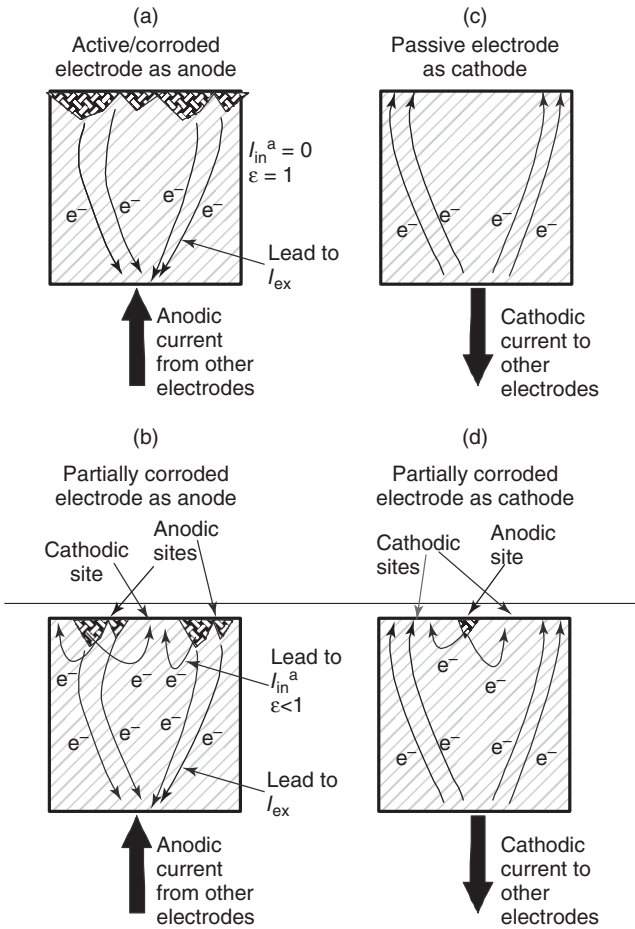 (a)
Active/corroded
electrode as anode
I_in^a = 0
ε = 1
e⁻
e⁻
e⁻
e⁻
Lead to
I_ex
Anodic
current
from other
electrodes
(c)
Passive electrode
as cathode
e⁻
e⁻
e⁻
e⁻
Cathodic
current to
other
electrodes
(b)
Partially corroded
electrode as anode
Cathodic
site
Anodic
sites
e⁻
e⁻
e⁻
Lead to
I_in^a
ε<1
e⁻
e⁻
e⁻
e⁻
Lead to
I_ex
Anodic
current
from other
electrodes
(d)
Partially corroded
electrode as cathode
Cathodic
sites
Anodic
site
e⁻
e⁻
e⁻
e⁻
e⁻
e⁻
Cathodic
current to
other
electrodes